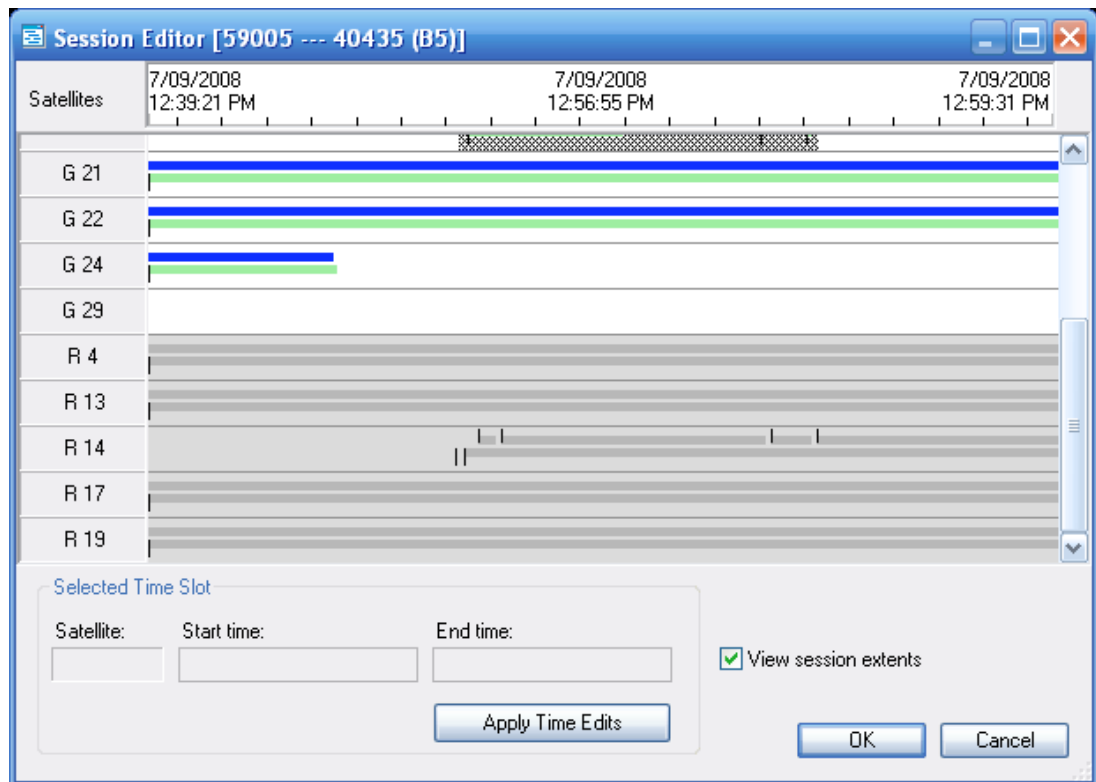 Session Editor [59005 --- 40435 (B5)]
Satellites
7/09/2008 7/09/2008 7/09/2008
12:39:21 PM 12:56:55 PM 12:59:31 PM
G 21
G 22
G 24
G 29
R 4
R 13
R 14
R 17
R 19
Selected Time Slot
Satellite: Start time: End time:
View session extents
Apply Time Edits
OK Cancel